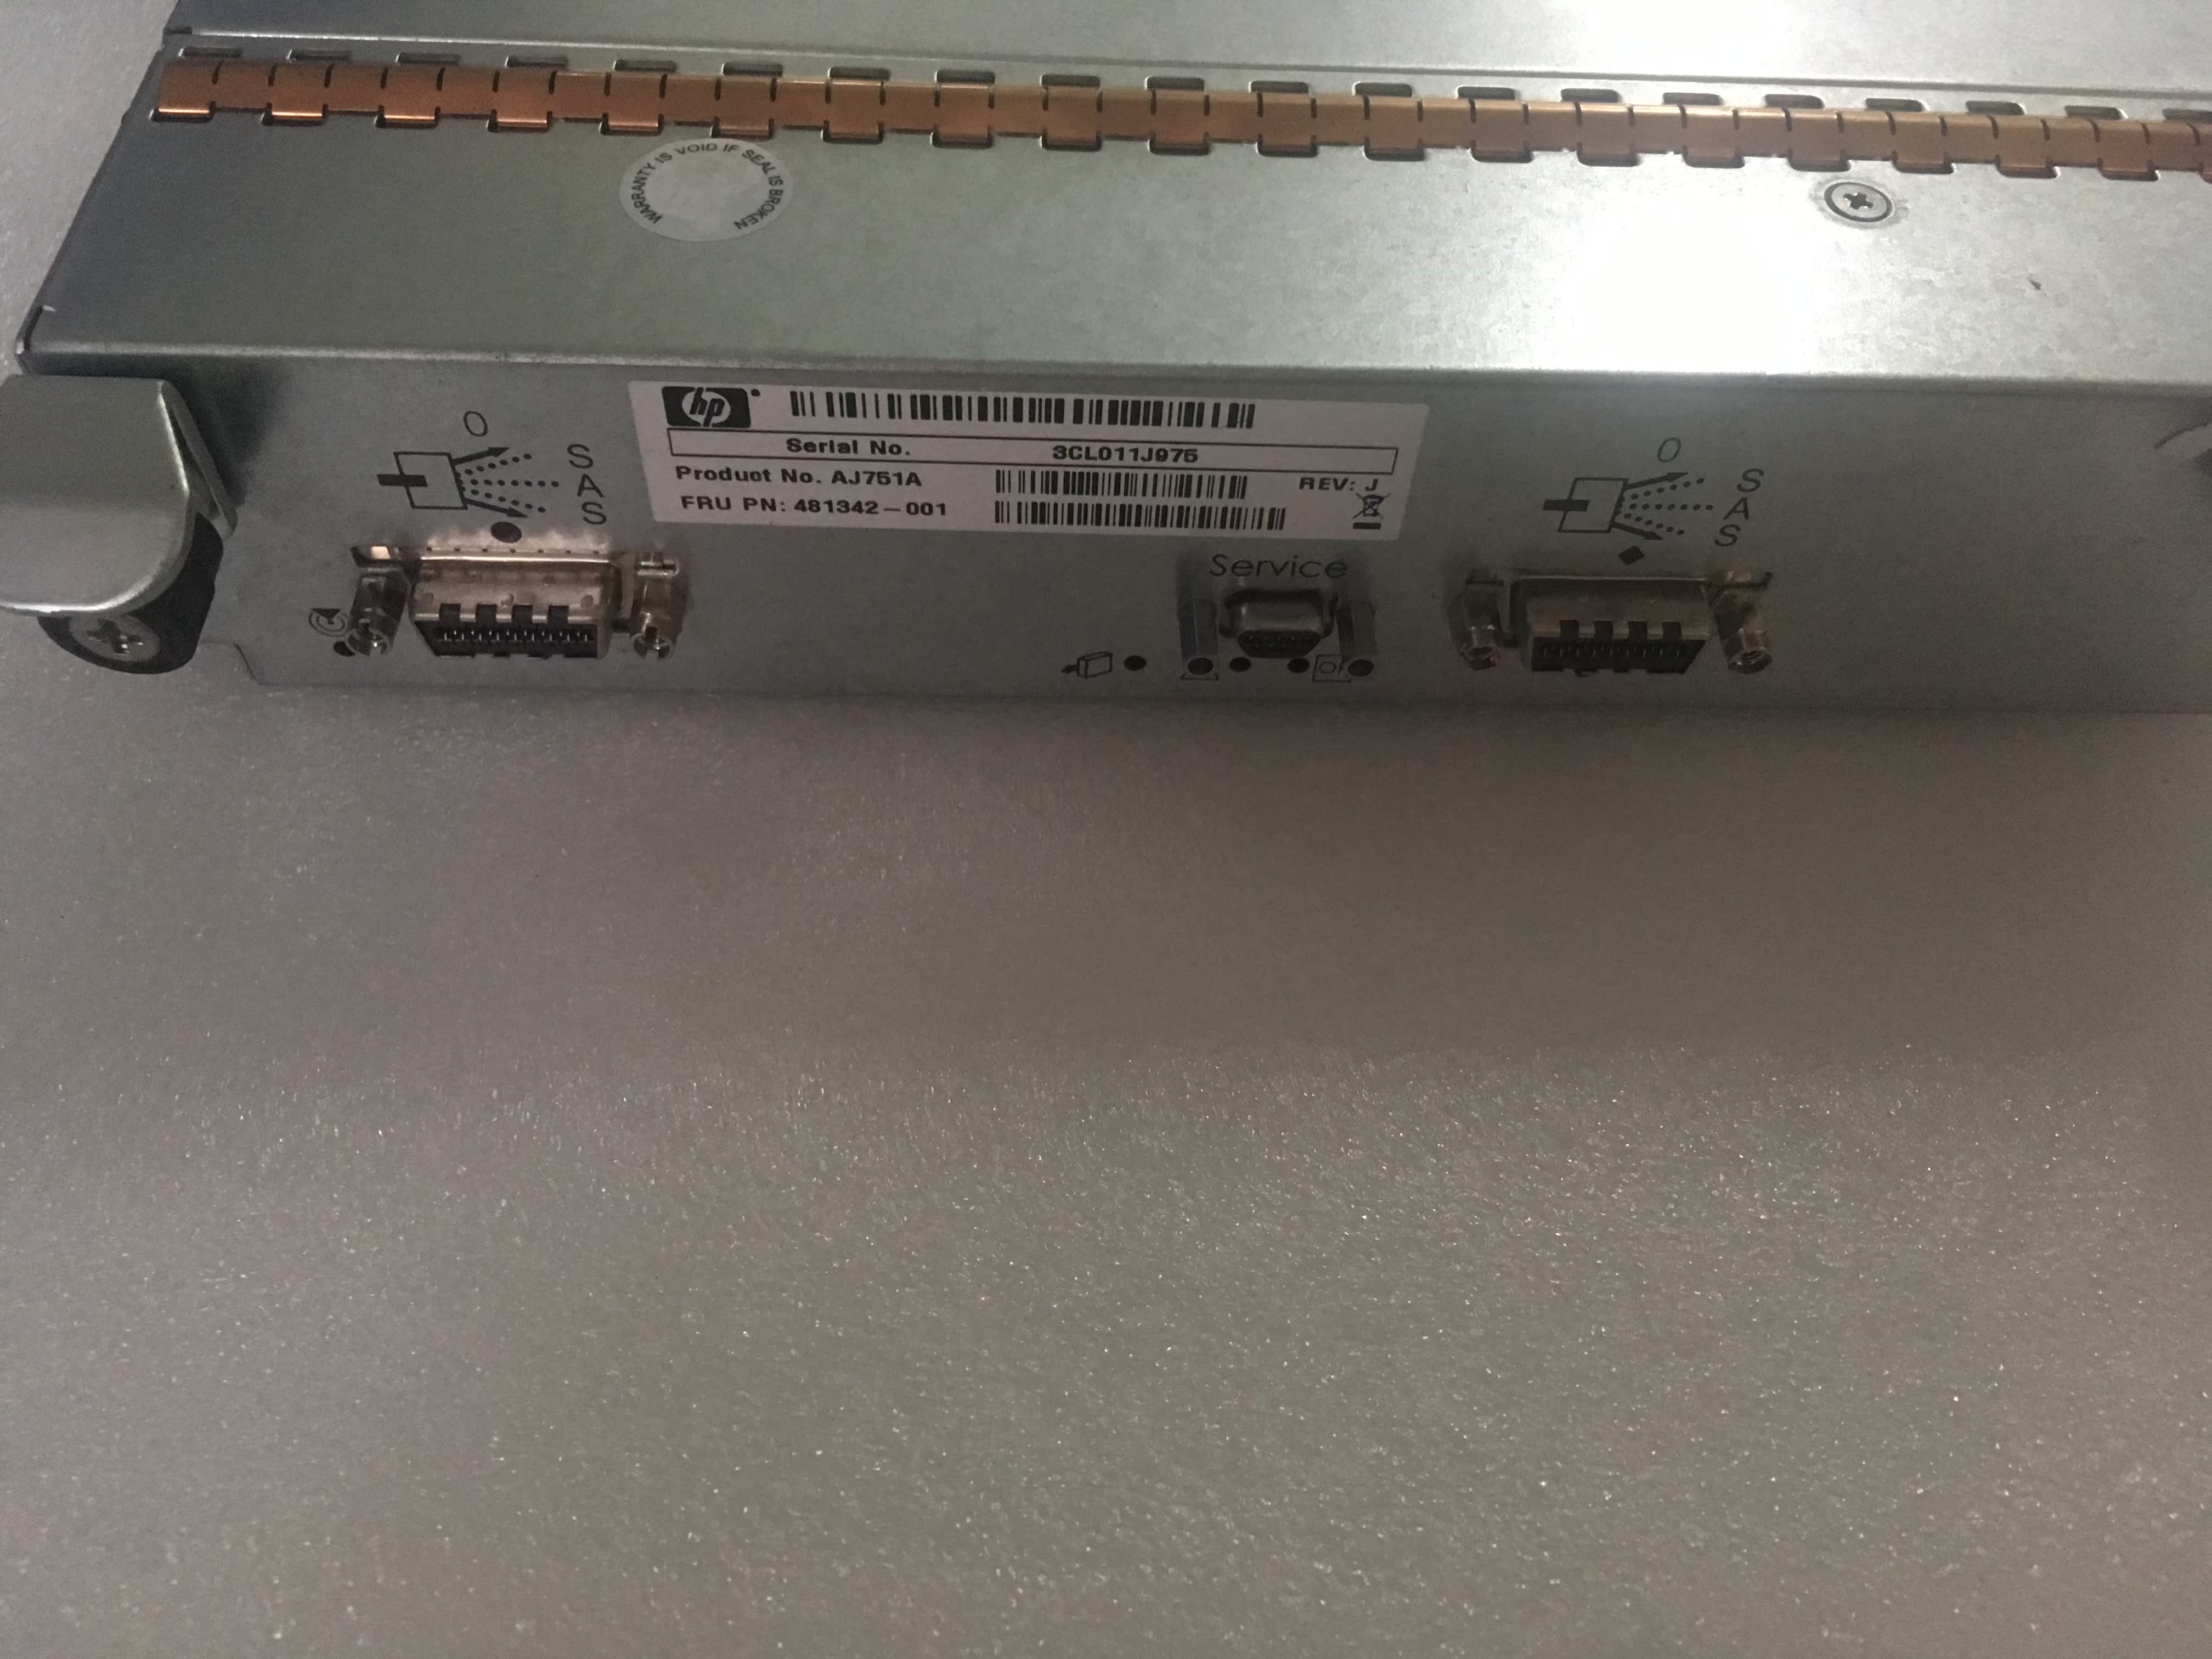 WARRANTY IS VOID IF SEAL IS BROKEN
hp
Serial No. 3CL011J975
Product No. AJ751A
REV: J
FRU PN: 481342-001
0
SAS
Service
0
SAS